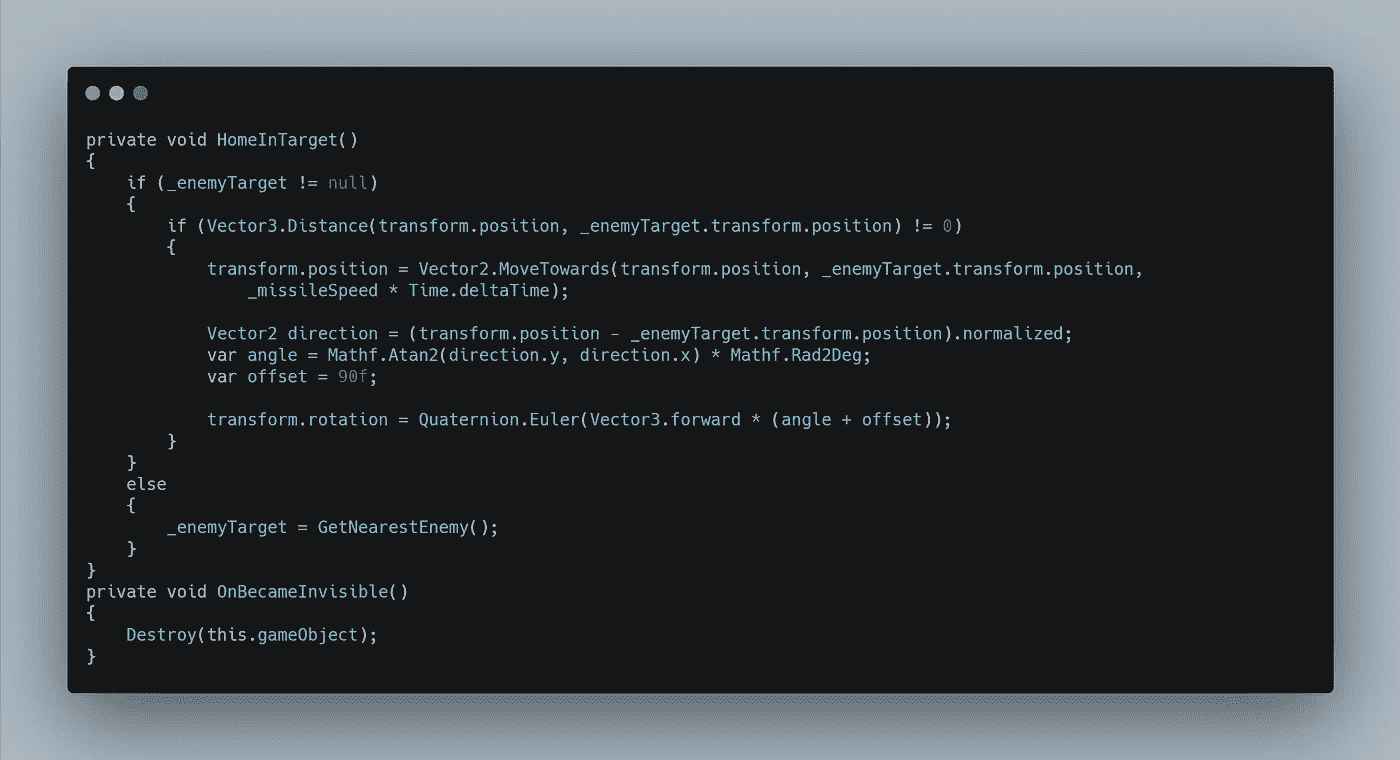 private void HomeInTarget()
{
    if (_enemyTarget != null)
    {
        if (Vector3.Distance(transform.position, _enemyTarget.transform.position) != 0)
        {
            transform.position = Vector2.MoveTowards(transform.position, _enemyTarget.transform.position,
                _missileSpeed * Time.deltaTime);

            Vector2 direction = (transform.position - _enemyTarget.transform.position).normalized;
            var angle = Mathf.Atan2(direction.y, direction.x) * Mathf.Rad2Deg;
            var offset = 90f;

            transform.rotation = Quaternion.Euler(Vector3.forward * (angle + offset));
        }
    }
    else
    {
        _enemyTarget = GetNearestEnemy();
    }
}
private void OnBecameInvisible()
{
    Destroy(this.gameObject);
}